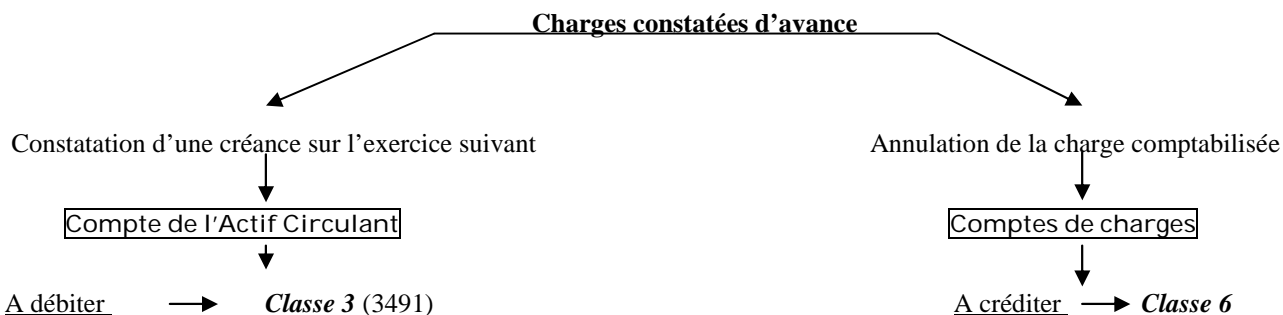 Charges constatées d’avance
Constatation d’une créance sur l’exercice suivant
Annulation de la charge comptabilisée
Compte de l’Actif Circulant
Comptes de charges
A débiter Classe 3 (3491)
A créditer Classe 6